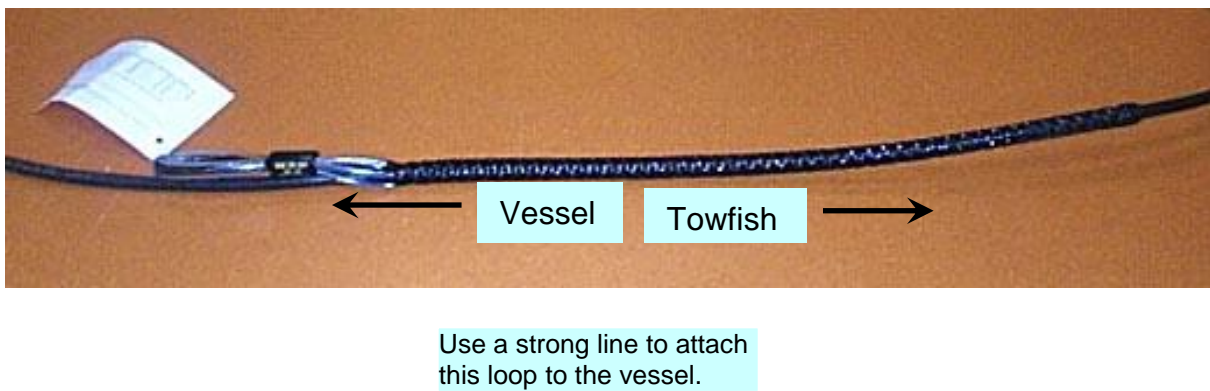 Vessel
Towfish
Use a strong line to attach
this loop to the vessel.